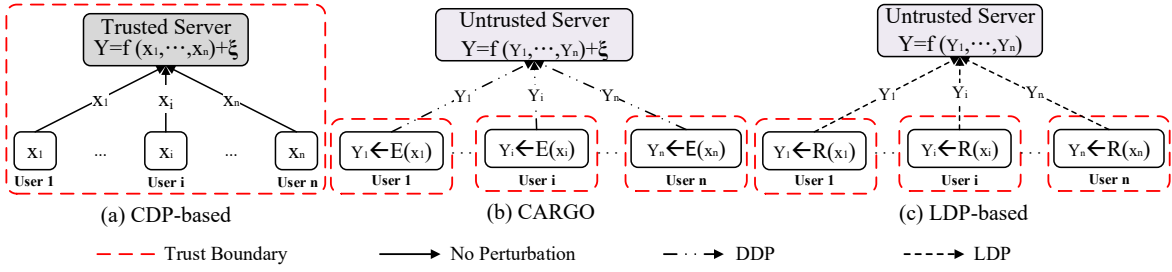 Trusted Server
Y=f (x₁,⋯,xₙ)+ξ
x₁
xᵢ
xₙ
x₁
...
xᵢ
...
xₙ
User 1
User i
User n
(a) CDP-based
Untrusted Server
Y=f (Y₁,⋯,Yₙ)+ξ
Y₁
Yᵢ
Yₙ
Y₁←E(x₁)
Yᵢ←E(xᵢ)
Yₙ←E(xₙ)
User 1
User i
User n
(b) CARGO
Untrusted Server
Y=f (Y₁,⋯,Yₙ)
Y₁
Yᵢ
Yₙ
Y₁←R(x₁)
Yᵢ←R(xᵢ)
Yₙ←R(xₙ)
User 1
User i
User n
(c) LDP-based
Trust Boundary
No Perturbation
DDP
LDP